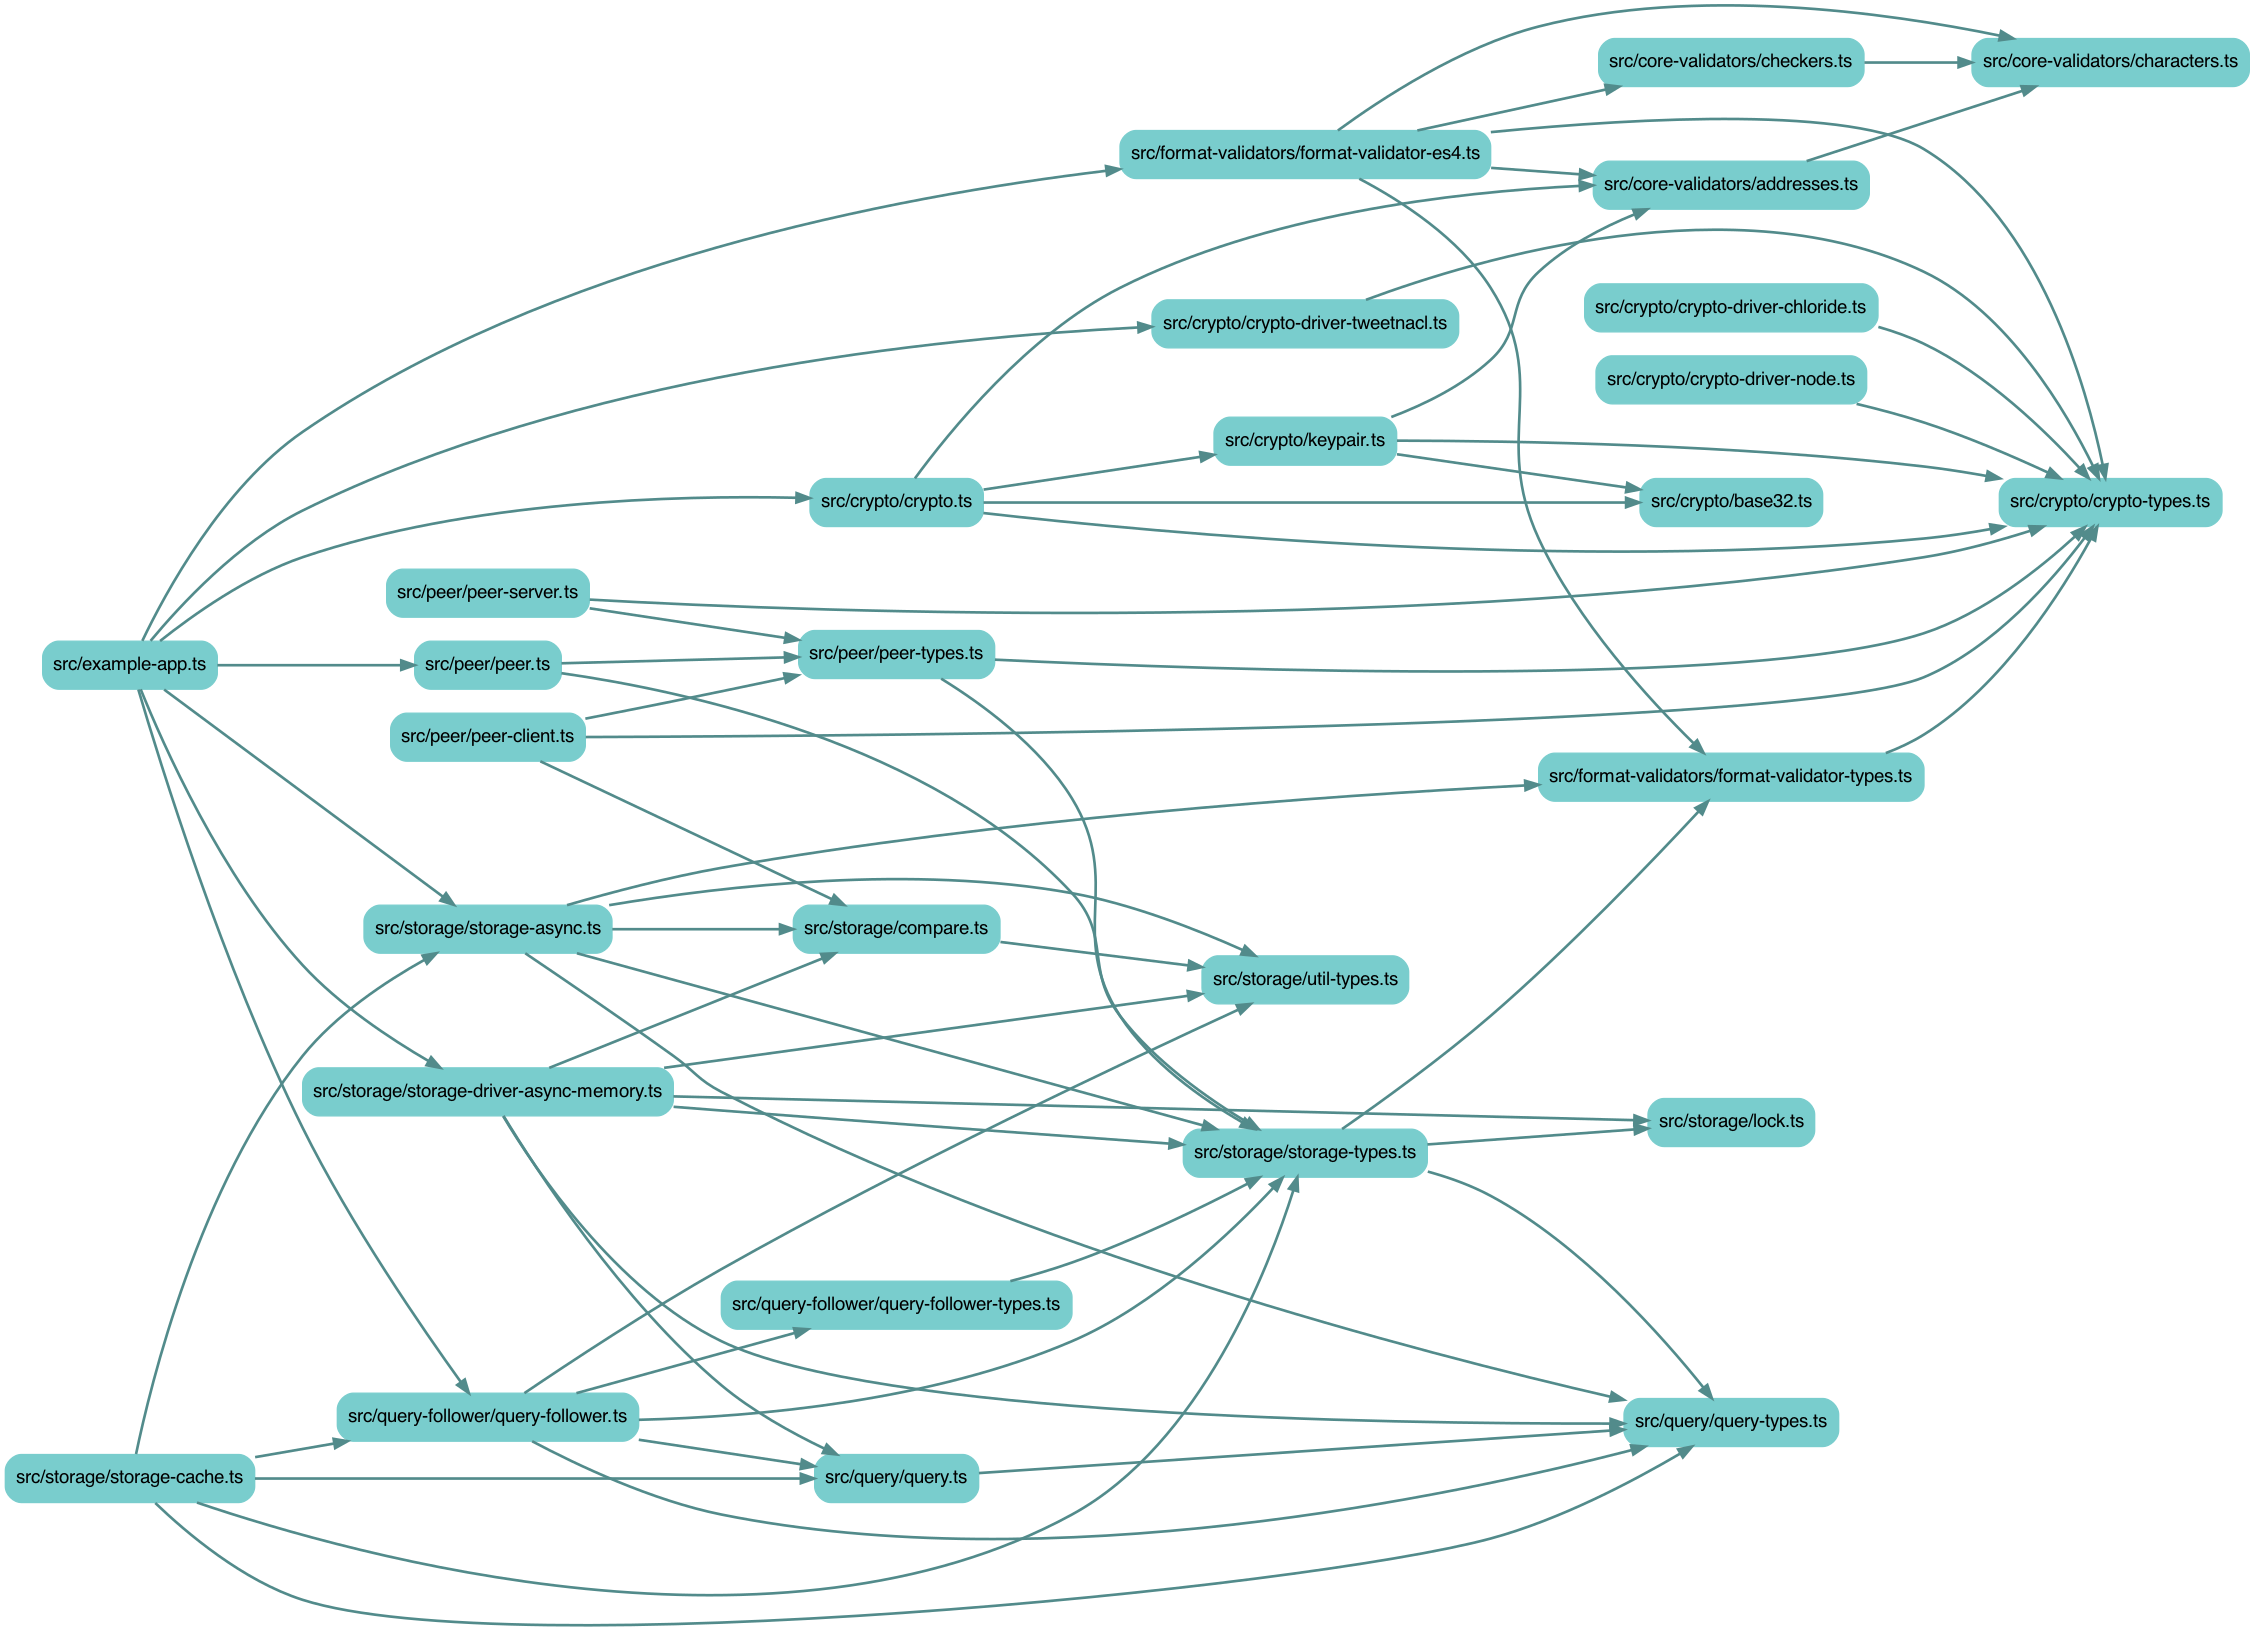 src/core-validators/checkers.ts
src/core-validators/characters.ts
src/format-validators/format-validator-es4.ts
src/core-validators/addresses.ts
src/crypto/crypto-driver-chloride.ts
src/crypto/crypto-driver-tweetnacl.ts
src/crypto/crypto-driver-node.ts
src/crypto/keypair.ts
src/crypto/crypto.ts
src/crypto/base32.ts
src/crypto/crypto-types.ts
src/peer/peer-server.ts
src/example-app.ts
src/peer/peer.ts
src/peer/peer-types.ts
src/peer/peer-client.ts
src/format-validators/format-validator-types.ts
src/storage/storage-async.ts
src/storage/compare.ts
src/storage/util-types.ts
src/storage/storage-driver-async-memory.ts
src/storage/lock.ts
src/storage/storage-types.ts
src/query-follower/query-follower-types.ts
src/query-follower/query-follower.ts
src/query/query-types.ts
src/storage/storage-cache.ts
src/query/query.ts